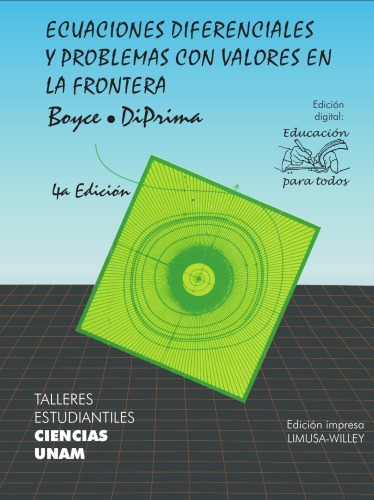 ECUACIONES DIFERENCIALES
Y PROBLEMAS CON VALORES EN
LA FRONTERA
Boyce • DiPrima
Edición
digital:
Educación
para todos
4a Edición
TALLERES
ESTUDIANTILES
CIENCIAS
UNAM
Edición impresa
LIMUSA-WILLEY